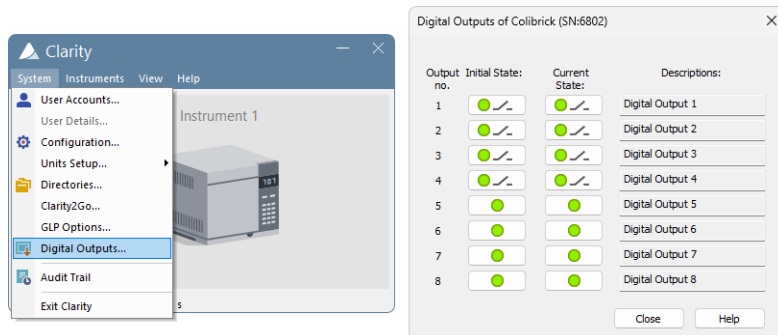 Clarity
System Instruments View Help
User Accounts...
User Details...
Configuration...
Units Setup...
Directories...
Clarity2Go...
GLP Options...
Digital Outputs...
Audit Trail
Exit Clarity
Instrument 1
s
Digital Outputs of Colibrick (SN:6802)
Output no. Initial State: Current State: Descriptions:
1 Digital Output 1
2 Digital Output 2
3 Digital Output 3
4 Digital Output 4
5 Digital Output 5
6 Digital Output 6
7 Digital Output 7
8 Digital Output 8
Close Help